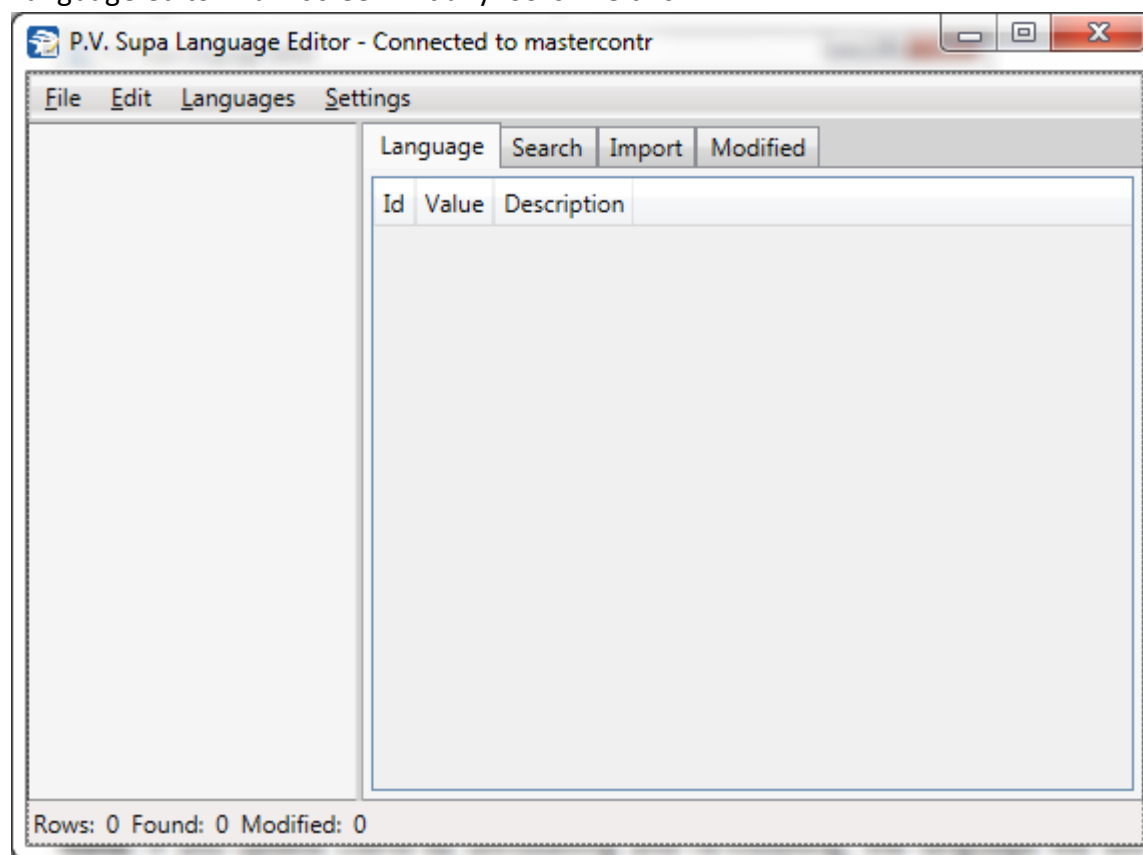 P.V. Supa Language Editor - Connected to mastercontr
File Edit Languages Settings
Language Search Import Modified
Id Value Description
Rows: 0 Found: 0 Modified: 0